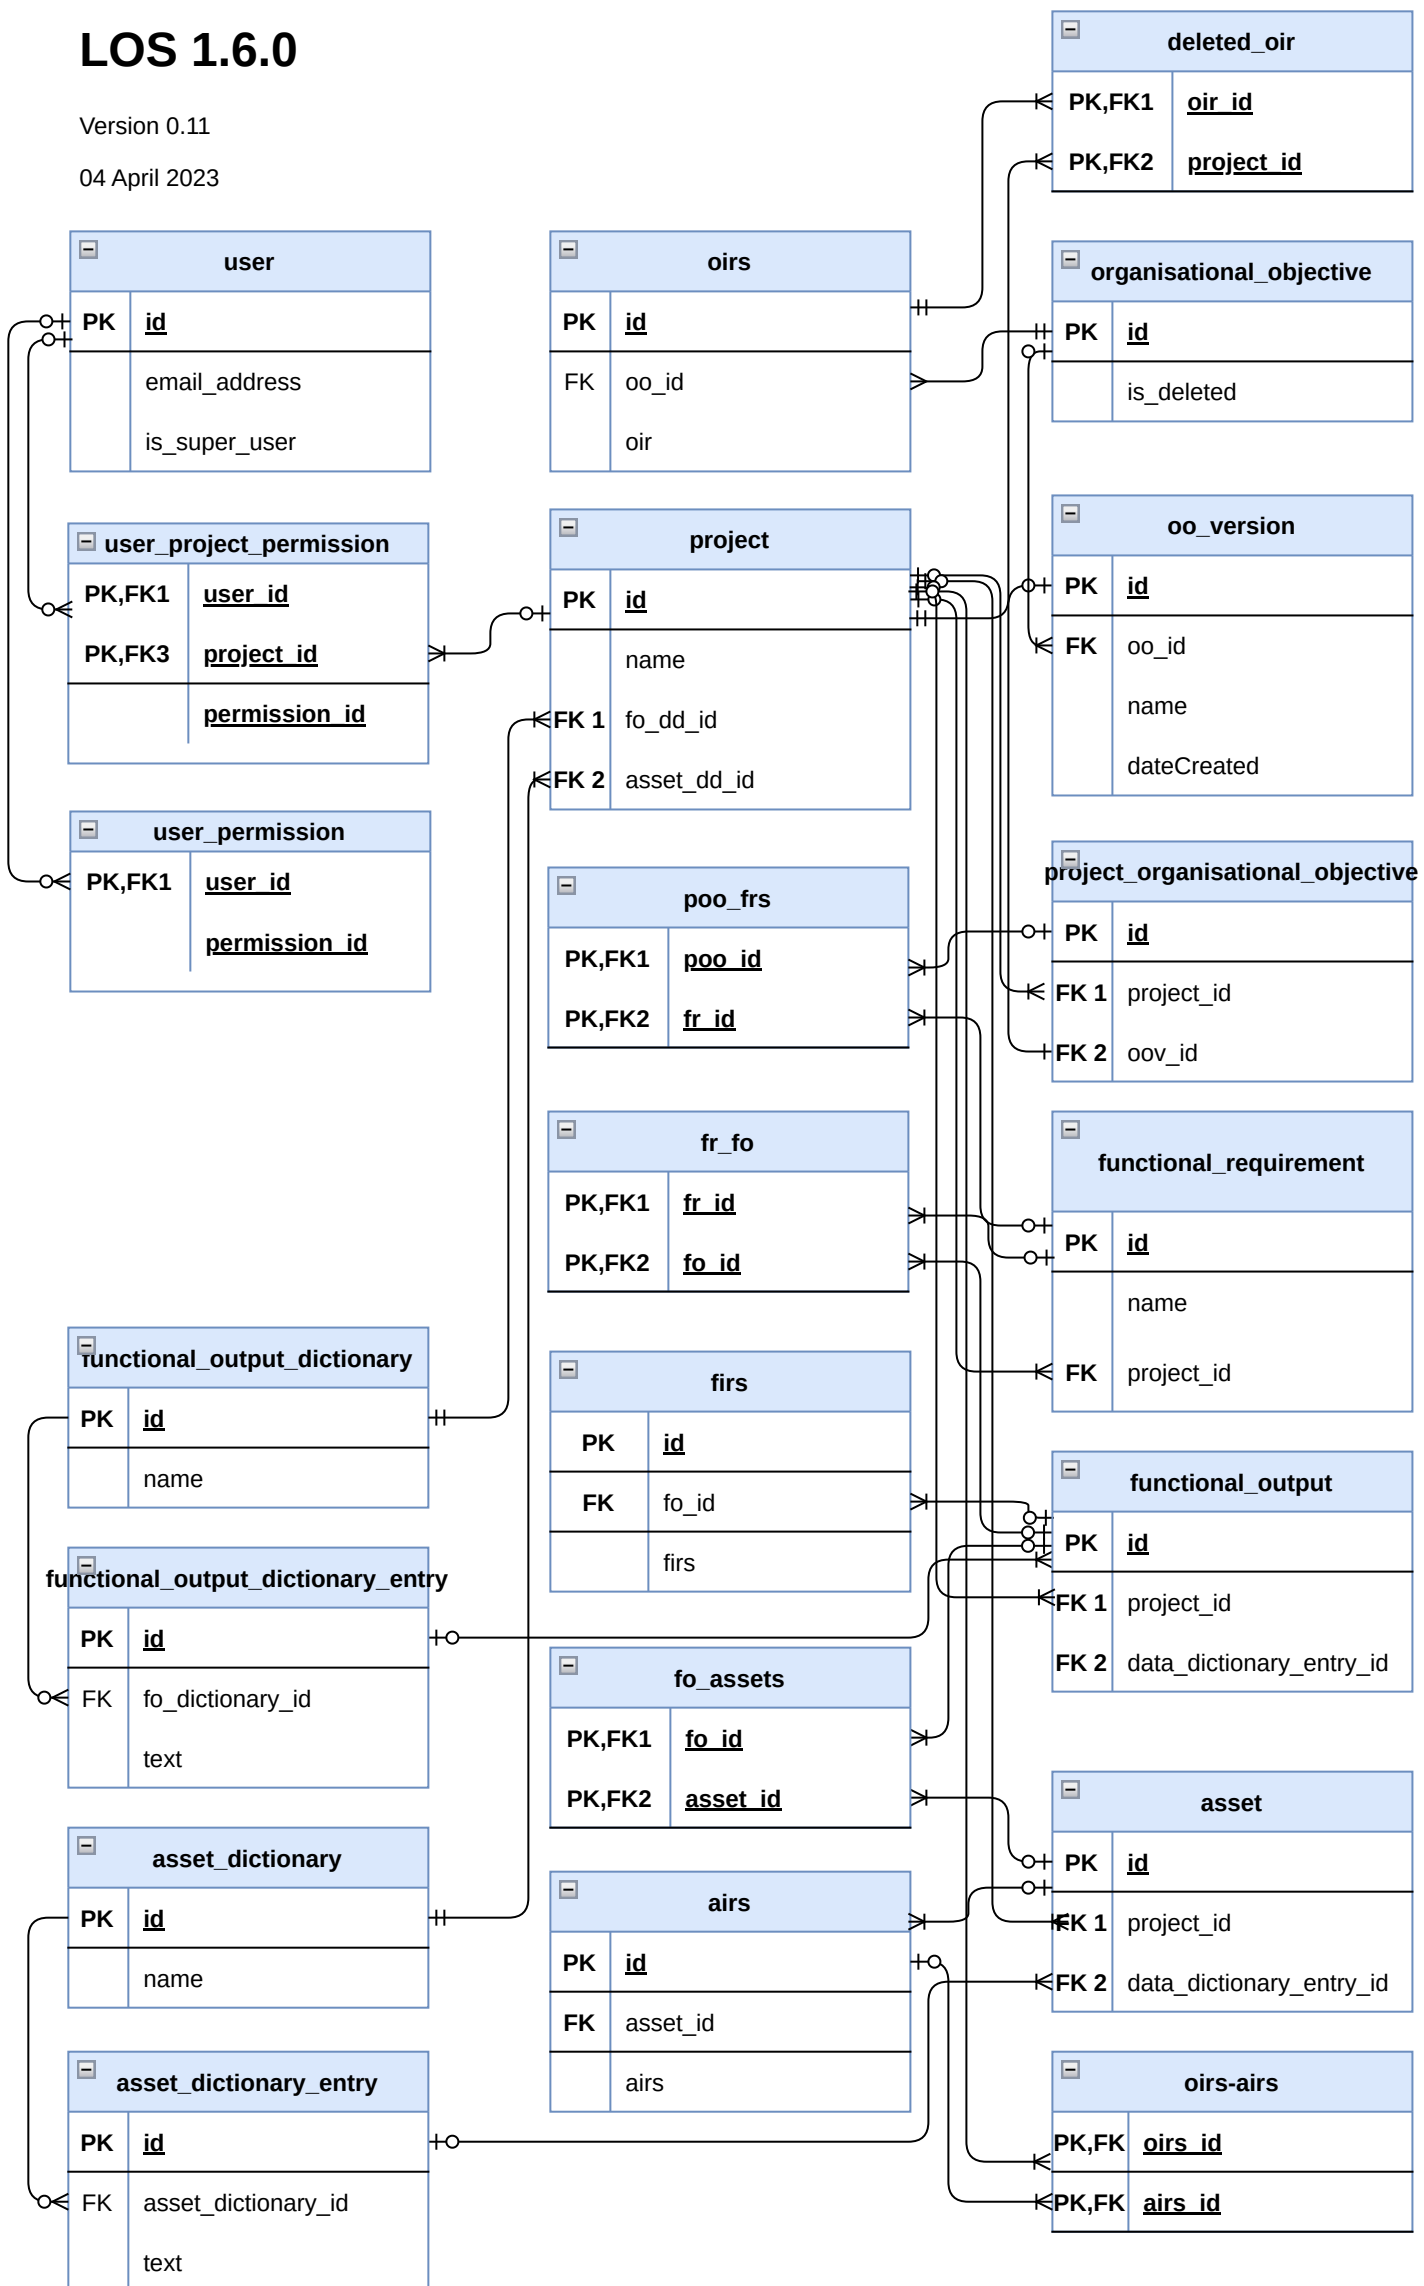 LOS 1.6.0
Version 0.11
04 April 2023
user
PK id
email_address
is_super_user
user_project_permission
PK,FK1 user_id
PK,FK3 project_id
permission_id
user_permission
PK,FK1 user_id
permission_id
functional_output_dictionary
PK id
name
functional_output_dictionary_entry
PK id
FK fo_dictionary_id
text
asset_dictionary
PK id
name
asset_dictionary_entry
PK id
FK asset_dictionary_id
text
oirs
PK id
FK oo_id
oir
project
PK id
name
FK 1 fo_dd_id
FK 2 asset_dd_id
poo_frs
PK,FK1 poo_id
PK,FK2 fr_id
fr_fo
PK,FK1 fr_id
PK,FK2 fo_id
firs
PK id
FK fo_id
firs
fo_assets
PK,FK1 fo_id
PK,FK2 asset_id
airs
PK id
FK asset_id
airs
deleted_oir
PK,FK1 oir_id
PK,FK2 project_id
organisational_objective
PK id
is_deleted
oo_version
PK id
FK oo_id
name
dateCreated
project_organisational_objective
PK id
FK 1 project_id
FK 2 oov_id
functional_requirement
PK id
name
FK project_id
functional_output
PK id
FK 1 project_id
FK 2 data_dictionary_entry_id
asset
PK id
FK 1 project_id
FK 2 data_dictionary_entry_id
oirs-airs
PK,FK oirs_id
PK,FK airs_id